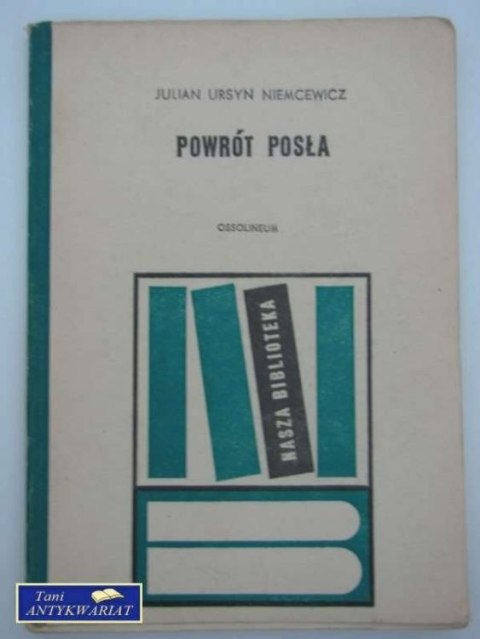 JULIAN URSYN NIEMCEWICZ
POWRÓT POSŁA
OSSOLINEUM
NASZA BIBLIOTEKA
Tani
ANTYKWARIAT